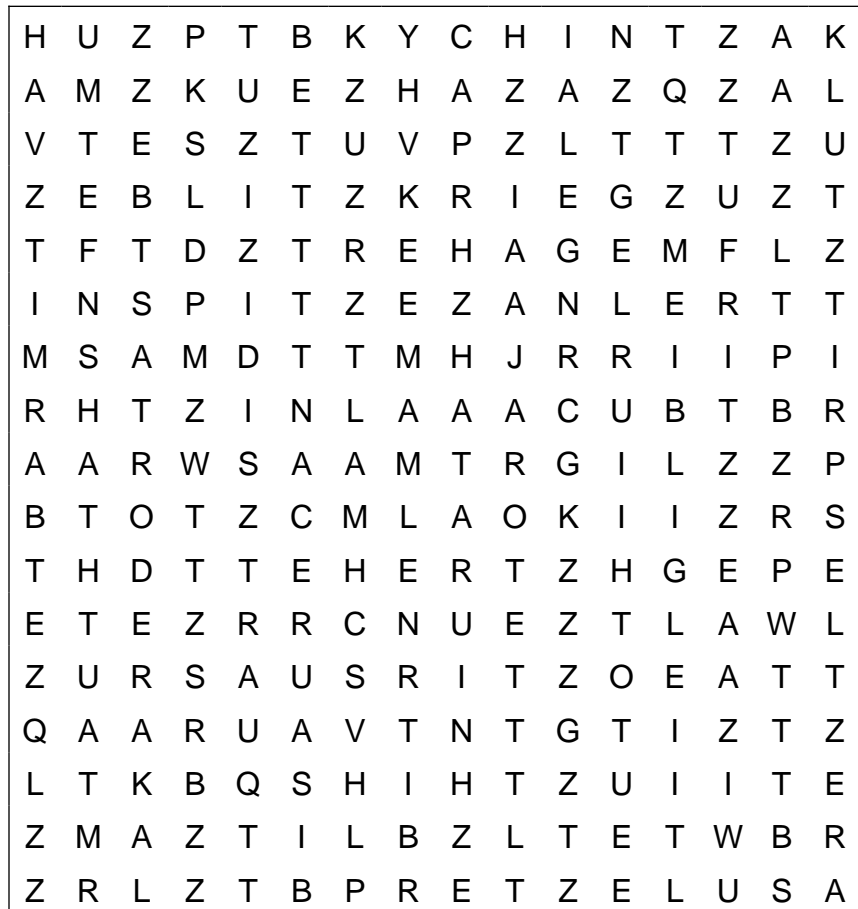 H U Z P T B K Y C H I N T Z A K
A M Z K U E Z H A Z A Z Q Z A L
V T E S Z T U V P Z L T T T Z U
Z E B L I T Z K R I E G Z U Z T
T F T D Z T R E H A G E M F L Z
I N S P I T Z E Z A N L E R T T
M S A M D T T M H J R R I I P I
R H T Z I N L A A A C U B T B R
A A R W S A A M T R G I L Z Z P
B T O T Z C M L A O K I I Z R S
T H D T T E H E R T Z H G E P E
E T E Z R R C N U E Z T L A W L
Z U R S A U S R I T Z O E A T T
Q A A R U A V T N T G T I Z T Z
L T K B Q S H I H T Z U I I T E
Z M A Z T I L B Z L T E T W B R
Z R L Z T B P R E T Z E L U S A